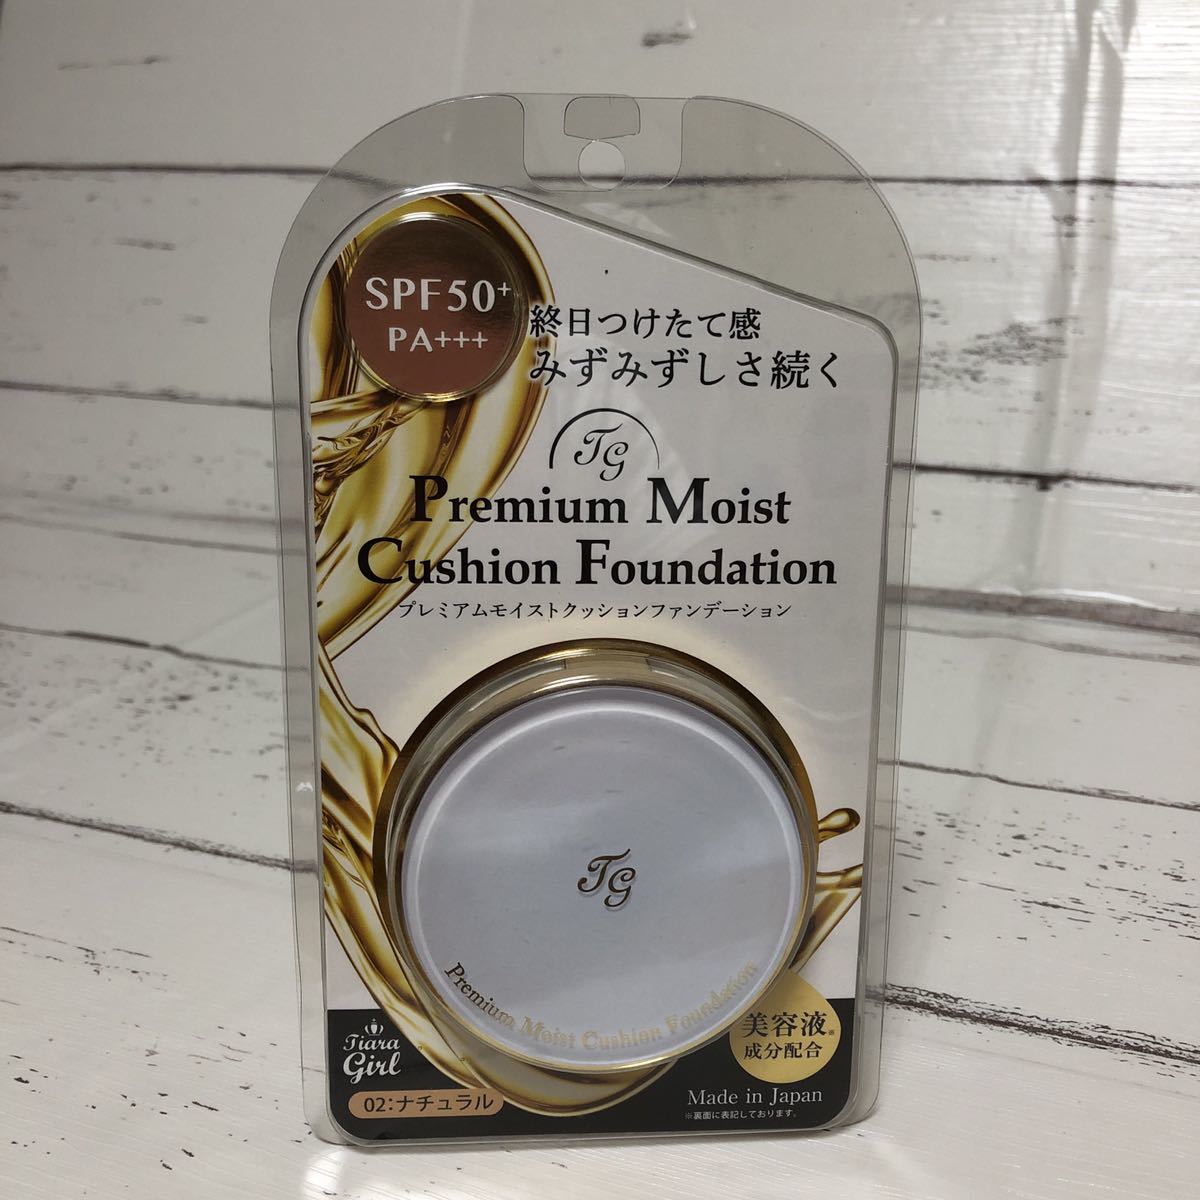 SPF50+
PA+++
終日つけたて感
みずみずしさ続く
TG
Premium Moist
Cushion Foundation
プレミアムモイストクッションファンデーション
TG
Premium Moist Cushion Foundation
美容液※
成分配合
Tiara
Girl
02:ナチュラル
Made in Japan
※裏面に表記しております。